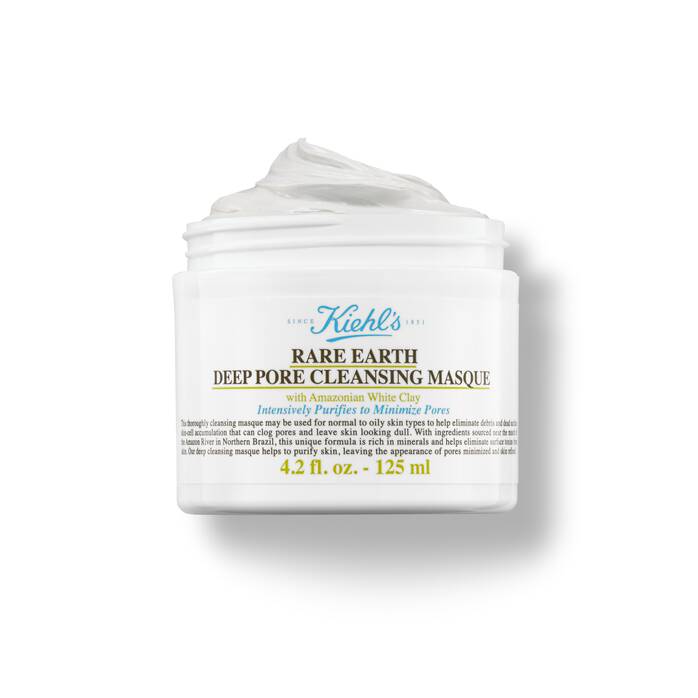 SINCE Kiehl's 1851
RARE EARTH
DEEP PORE CLEANSING MASQUE
with Amazonian White Clay
Intensively Purifies to Minimize Pores
This thoroughly cleansing masque may be used for normal to oily skin types to help eliminate debris and dead
skin-cell accumulation that can clog pores and leave skin looking dull. With ingredients sourced near the
the Amazon River in Northern Brazil, this unique formula is rich in minerals and helps eliminate surface
skin. Our deep cleansing masque helps to purify skin, leaving the appearance of pores minimized and skin
4.2 fl. oz. - 125 ml